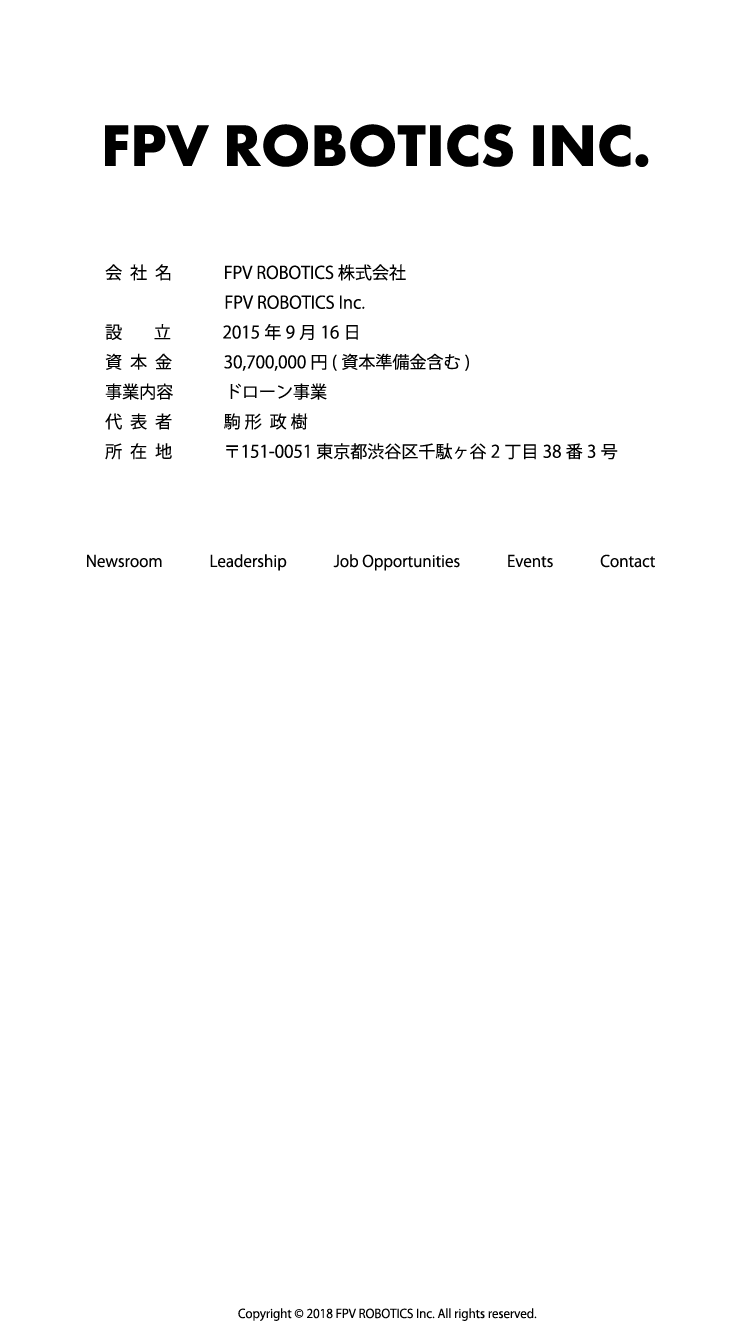 FPV ROBOTICS INC.
会社名 FPV ROBOTICS 株式会社
FPV ROBOTICS Inc.
設立 2015 年 9 月 16 日
資本金 30,700,000 円 ( 資本準備金含む )
事業内容 ドローン事業
代表者 駒形 政樹
所在地 〒151-0051 東京都渋谷区千駄ヶ谷 2 丁目 38 番 3 号
Newsroom Leadership Job Opportunities Events Contact
Copyright © 2018 FPV ROBOTICS Inc. All rights reserved.